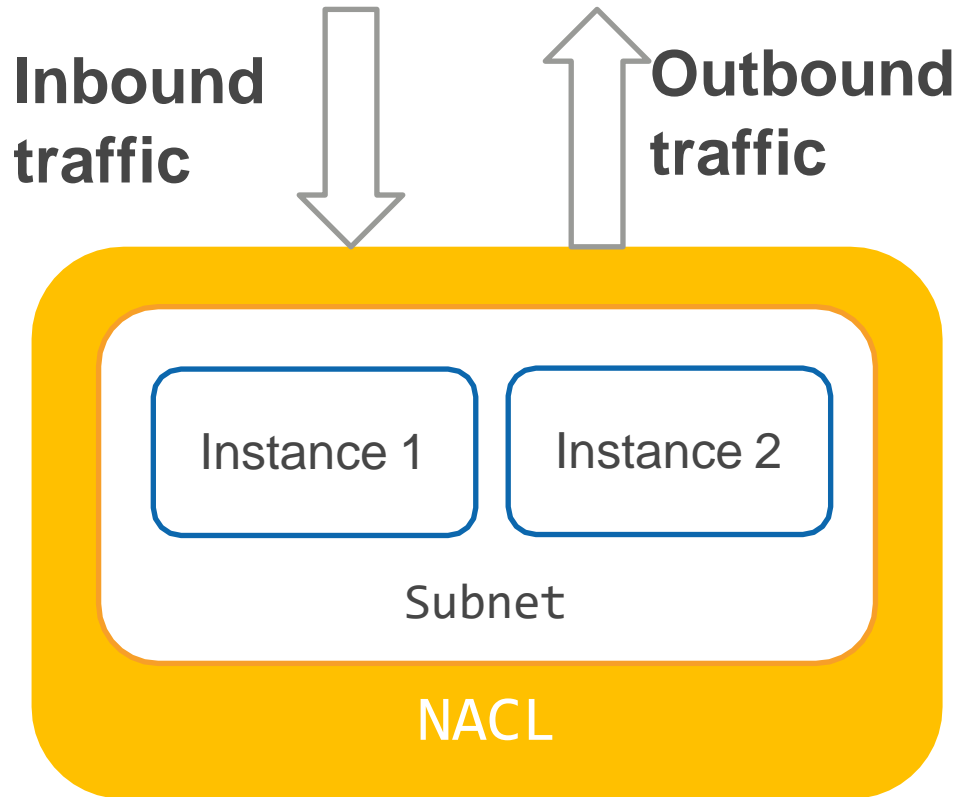 Inbound
traffic
Outbound
traffic
Instance 1
Instance 2
Subnet
NACL